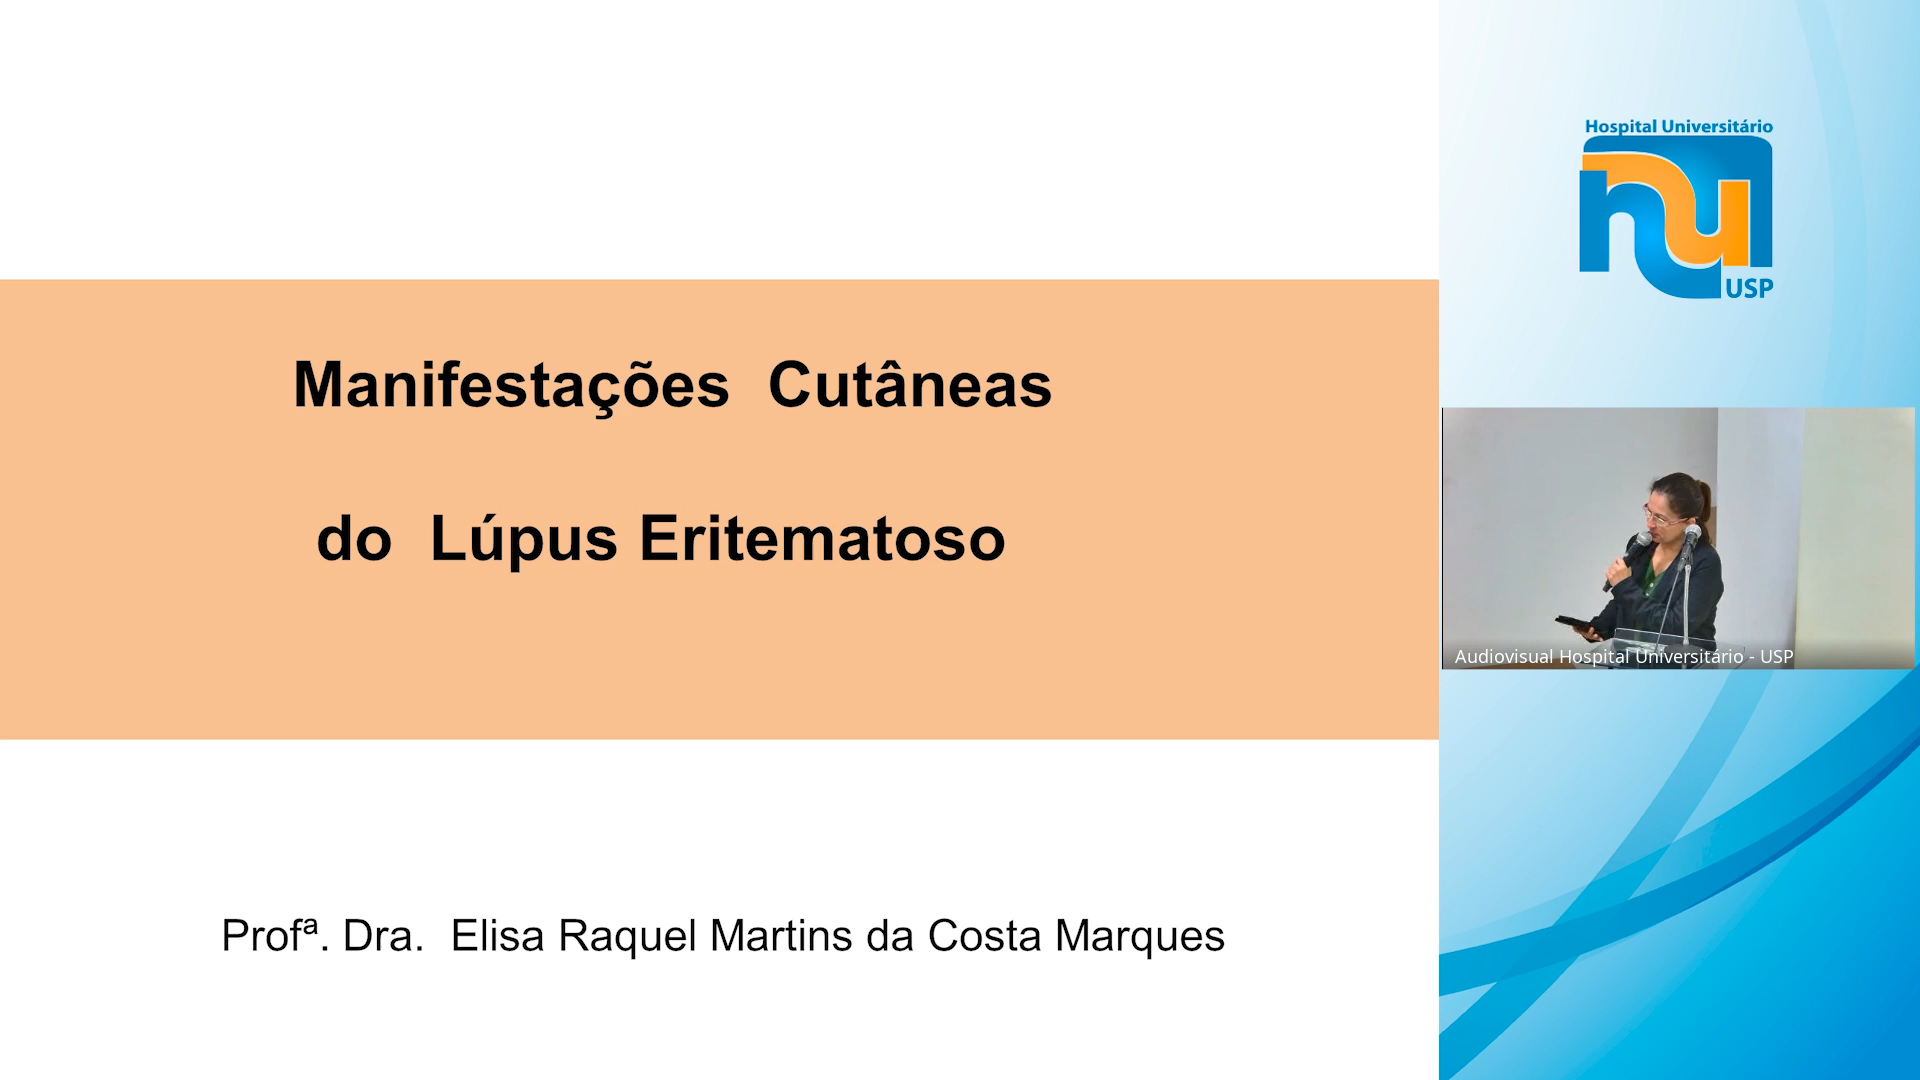 Manifestações Cutâneas
do Lúpus Eritematoso
Profª. Dra. Elisa Raquel Martins da Costa Marques
Hospital Universitário
hu
USP
Audiovisual Hospital Universitário - USP